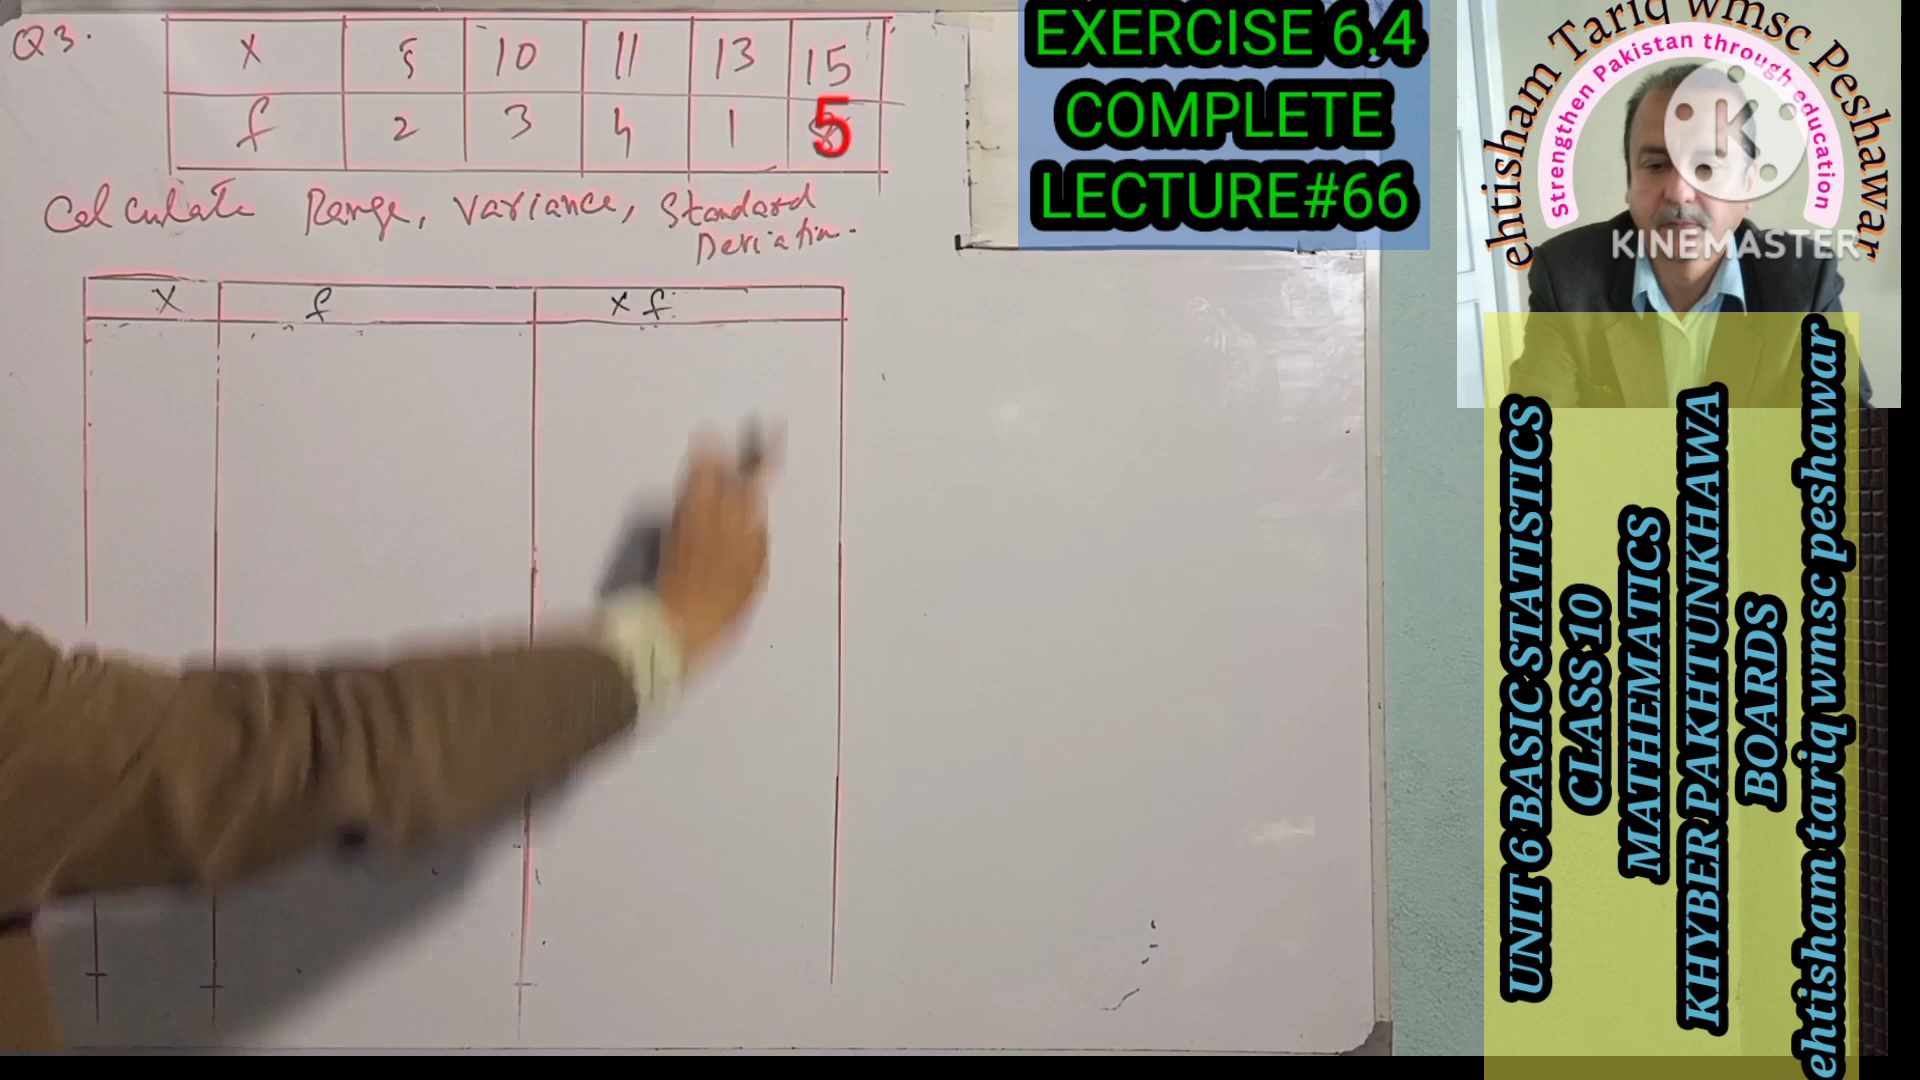 Q3.
x 5 10 11 13 15
f 2 3 4 1 5
Calculate Range, Variance, Standard
Deviation.
x f xf
EXERCISE 6.4
COMPLETE
LECTURE#66
ehtisham Tariq wmsc Peshawar
Strengthen Pakistan through education
K
KINEMASTER
UNIT 6 BASIC STATISTICS
CLASS 10
MATHEMATICS
KHYBER PAKHTUNKHAWA
BOARDS
ehtisham tariq wmsc peshawar